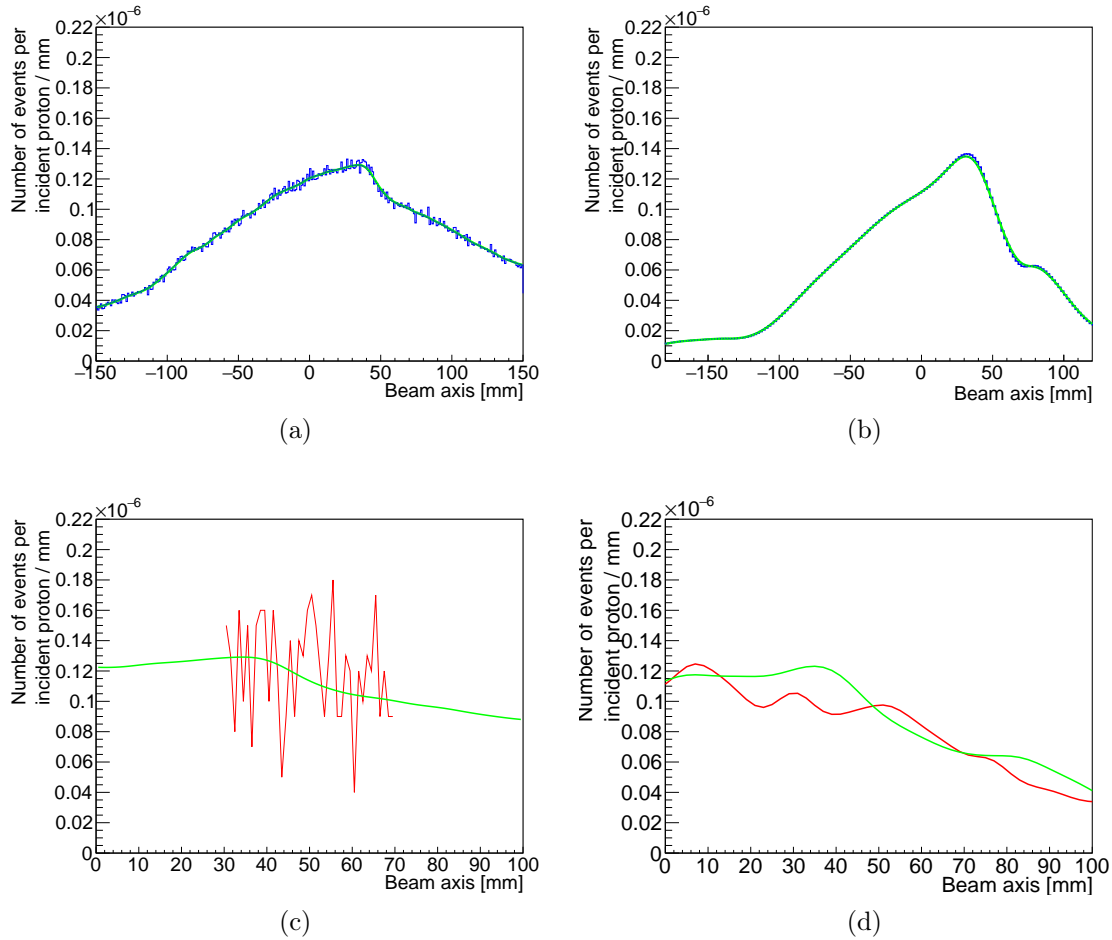 ×10⁻⁶
Number of events per
incident proton / mm
0.22
0.2
0.18
0.16
0.14
0.12
0.1
0.08
0.06
0.04
0.02
0
−150 −100 −50 0 50 100 150
Beam axis [mm]
(a)
×10⁻⁶
Number of events per
incident proton / mm
0.22
0.2
0.18
0.16
0.14
0.12
0.1
0.08
0.06
0.04
0.02
0
−150 −100 −50 0 50 100
Beam axis [mm]
(b)
×10⁻⁶
Number of events per
incident proton / mm
0.22
0.2
0.18
0.16
0.14
0.12
0.1
0.08
0.06
0.04
0.02
0
0 10 20 30 40 50 60 70 80 90 100
Beam axis [mm]
(c)
×10⁻⁶
Number of events per
incident proton / mm
0.22
0.2
0.18
0.16
0.14
0.12
0.1
0.08
0.06
0.04
0.02
0
0 10 20 30 40 50 60 70 80 90 100
Beam axis [mm]
(d)